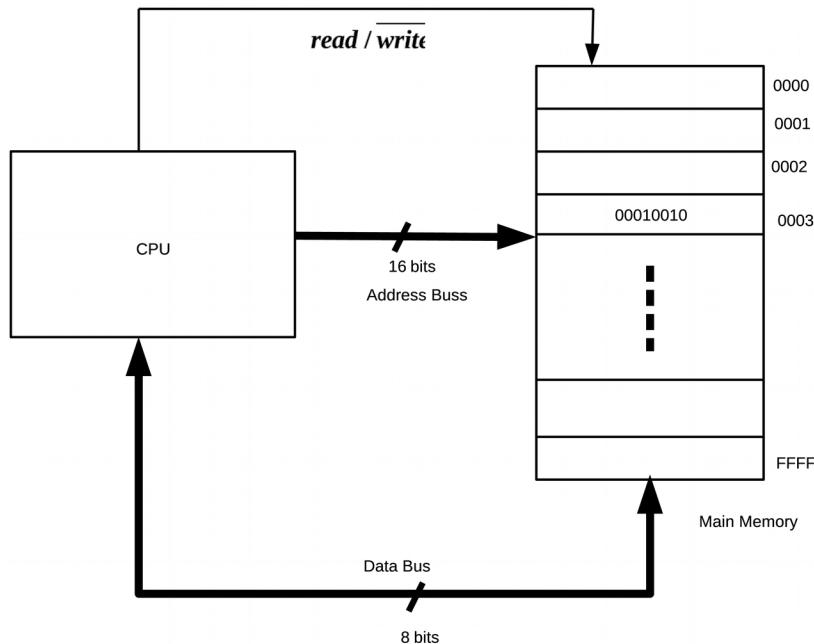 read / write
0000
0001
0002
00010010
0003
CPU
16 bits
Address Buss
FFFF
Main Memory
Data Bus
8 bits